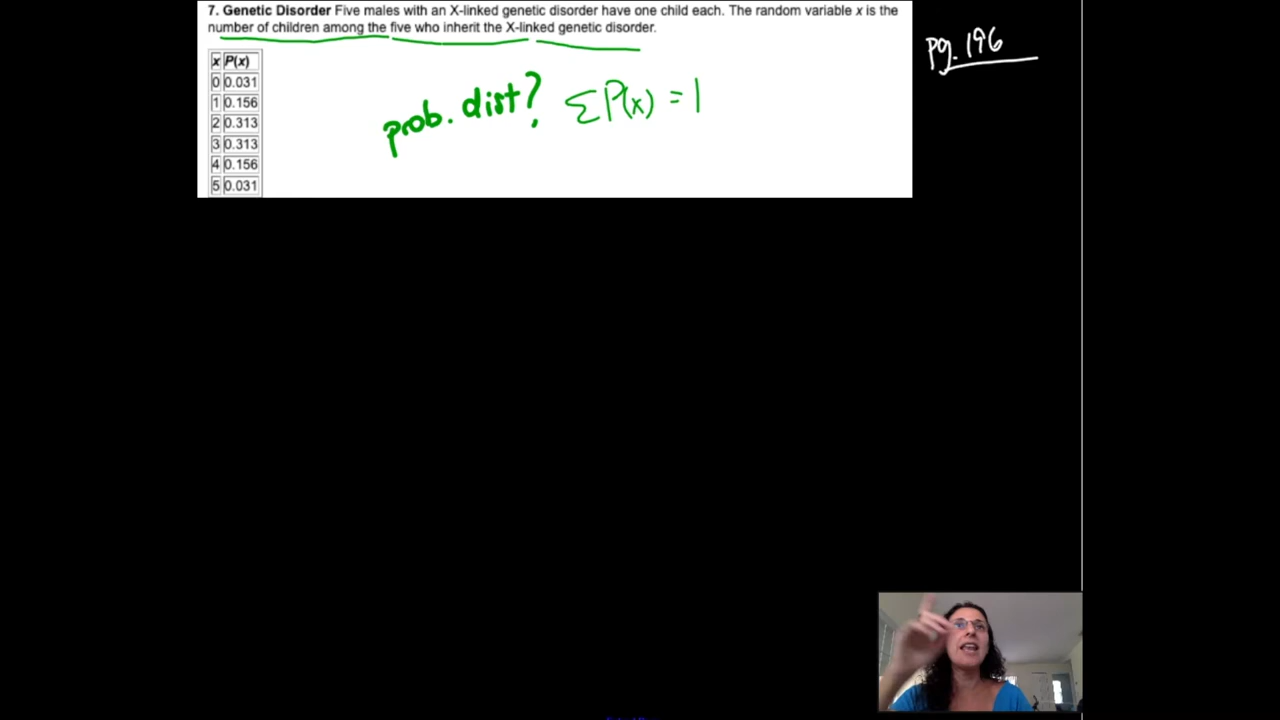 7. Genetic Disorder Five males with an X-linked genetic disorder have one child each. The random variable x is the
number of children among the five who inherit the X-linked genetic disorder.
x P(x)
0 0.031
1 0.156
2 0.313
3 0.313
4 0.156
5 0.031
prob. dist? ΣP(x) = 1
pg. 196